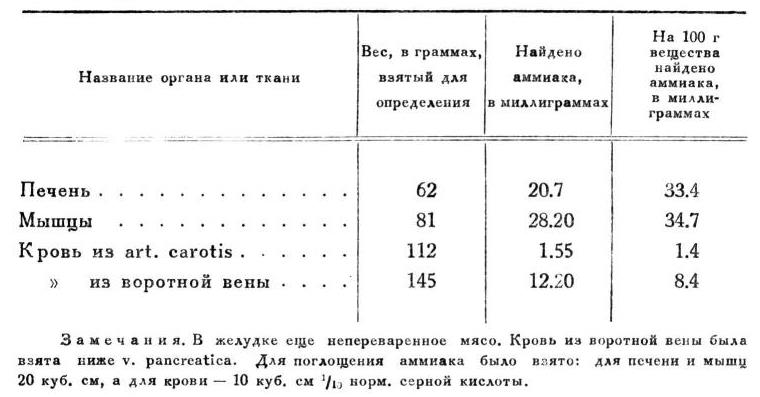 Название органа или ткани
Вес, в граммах,
взятый для
определения
Найдено
аммиака,
в миллиграммах
На 100 г
вещества
найдено
аммиака,
в милли-
граммах
Печень . . . . . . . . . . . . . 62 20.7 33.4
Мышцы . . . . . . . . . . . . 81 28.20 34.7
Кровь из art. carotis . . . . . . 112 1.55 1.4
» из воротной вены . . . . 145 12.20 8.4
Замечания. В желудке еще непереваренное мясо. Кровь из воротной вены была
взята ниже v. pancreatica. Для поглощения аммиака было взято: для печени и мышц
20 куб. см, а для крови — 10 куб. см 1/10 норм. серной кислоты.